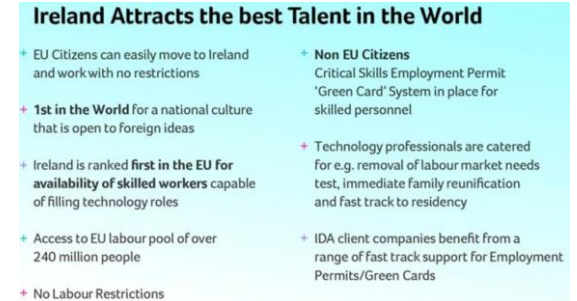 Ireland Attracts the best Talent in the World
+ EU Citizens can easily move to Ireland
and work with no restrictions
+ 1st in the World for a national culture
that is open to foreign ideas
+ Ireland is ranked first in the EU for
availability of skilled workers capable
of filling technology roles
+ Access to EU labour pool of over
240 million people
+ No Labour Restrictions
+ Non EU Citizens
Critical Skills Employment Permit
‘Green Card’ System in place for
skilled personnel
+ Technology professionals are catered
for e.g. removal of labour market needs
test, immediate family reunification
and fast track to residency
+ IDA client companies benefit from a
range of fast track support for Employment
Permits/Green Cards